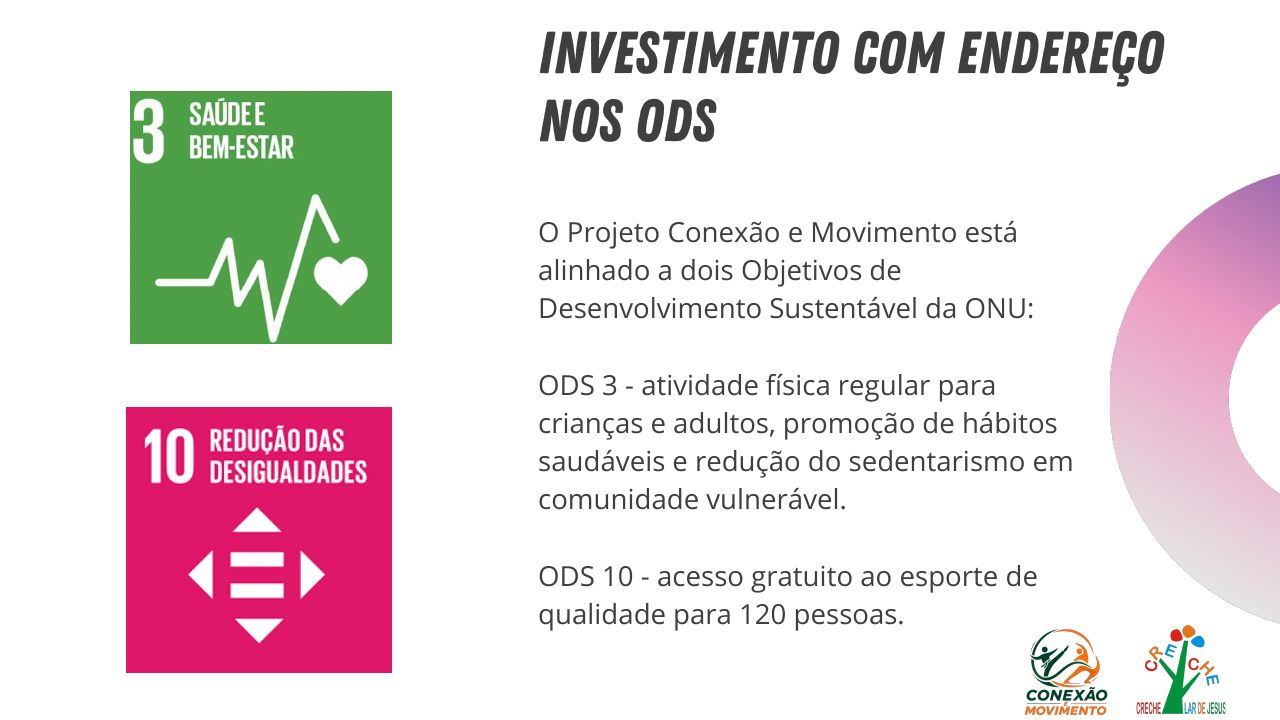 INVESTIMENTO COM ENDEREÇO
NOS ODS
3 SAÚDE E
BEM-ESTAR
10 REDUÇÃO DAS
DESIGUALDADES
O Projeto Conexão e Movimento está
alinhado a dois Objetivos de
Desenvolvimento Sustentável da ONU:
ODS 3 - atividade física regular para
crianças e adultos, promoção de hábitos
saudáveis e redução do sedentarismo em
comunidade vulnerável.
ODS 10 - acesso gratuito ao esporte de
qualidade para 120 pessoas.
CONEXÃO
E
MOVIMENTO
CRECHE
CRECHE LAR DE JESUS